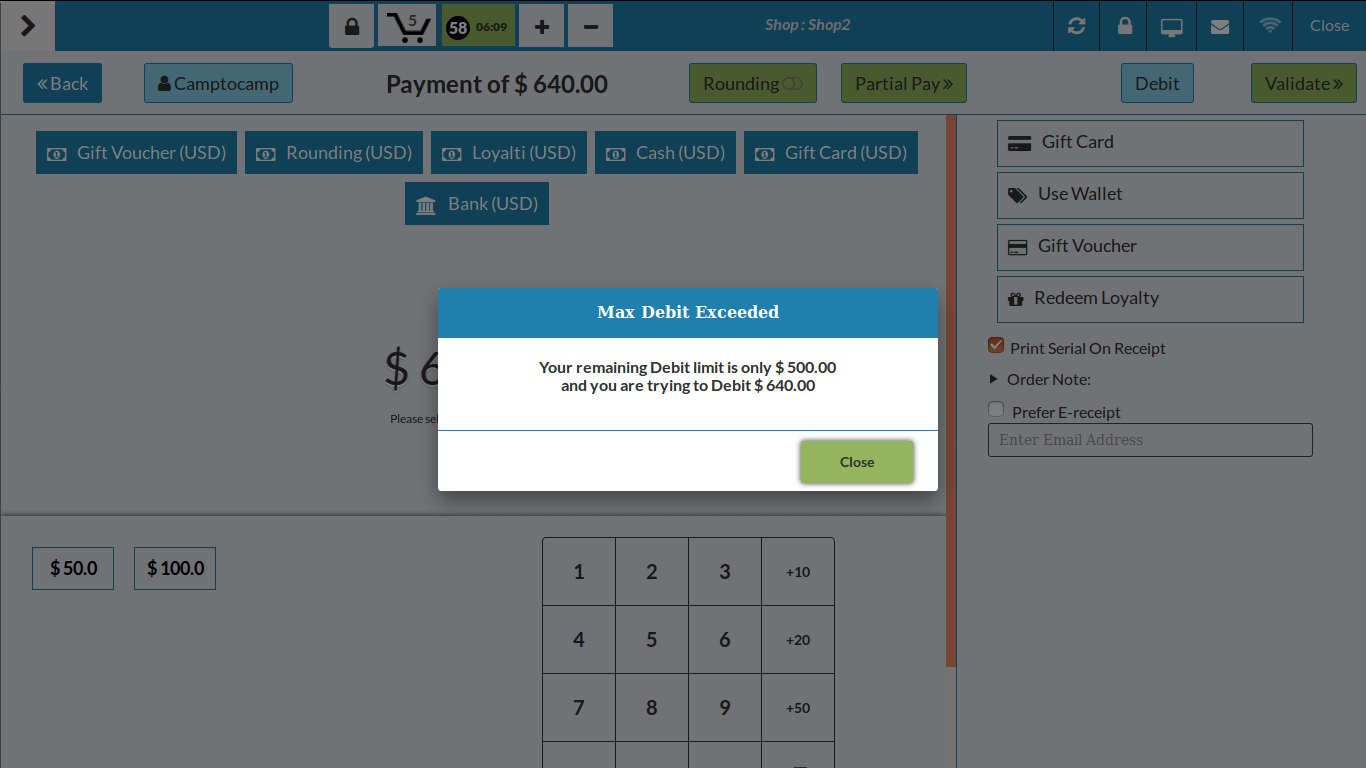 5
58 06:09
Shop : Shop2
Close
Back
Camptocamp
Payment of $ 640.00
Rounding
Partial Pay
Debit
Validate
Gift Voucher (USD)
Rounding (USD)
Loyalti (USD)
Cash (USD)
Gift Card (USD)
Bank (USD)
Gift Card
Use Wallet
Gift Voucher
Redeem Loyalty
Print Serial On Receipt
Order Note:
Prefer E-receipt
Enter Email Address
$ 6
Please
Max Debit Exceeded
Your remaining Debit limit is only $ 500.00
and you are trying to Debit $ 640.00
Close
$ 50.0
$ 100.0
1 2 3 +10
4 5 6 +20
7 8 9 +50